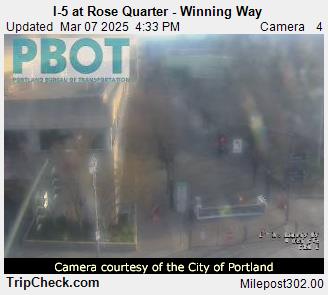 I-5 at Rose Quarter - Winning Way
Updated Mar 07 2025 4:33 PM Camera 4
PBOT
PORTLAND BUREAU OF TRANSPORTATION
Camera courtesy of the City of Portland
TripCheck.com Milepost302.00